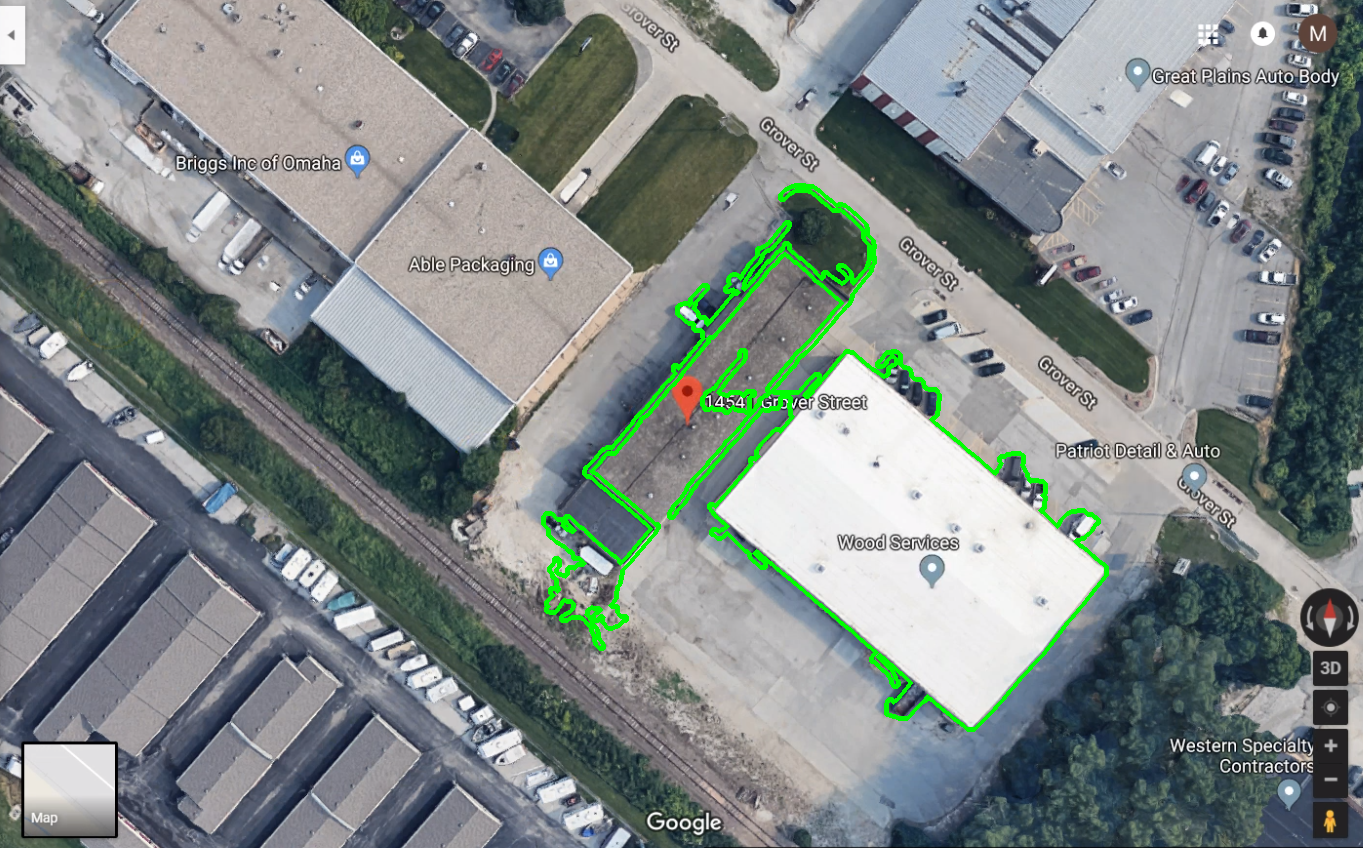 Grover St
M
Great Plains Auto Body
Grover St
Briggs Inc of Omaha
Able Packaging
Grover St
Grover St
14541 Grover Street
Patriot Detail & Auto
Grover St
Wood Services
3D
Western Specialty
Contractors
Map
Google